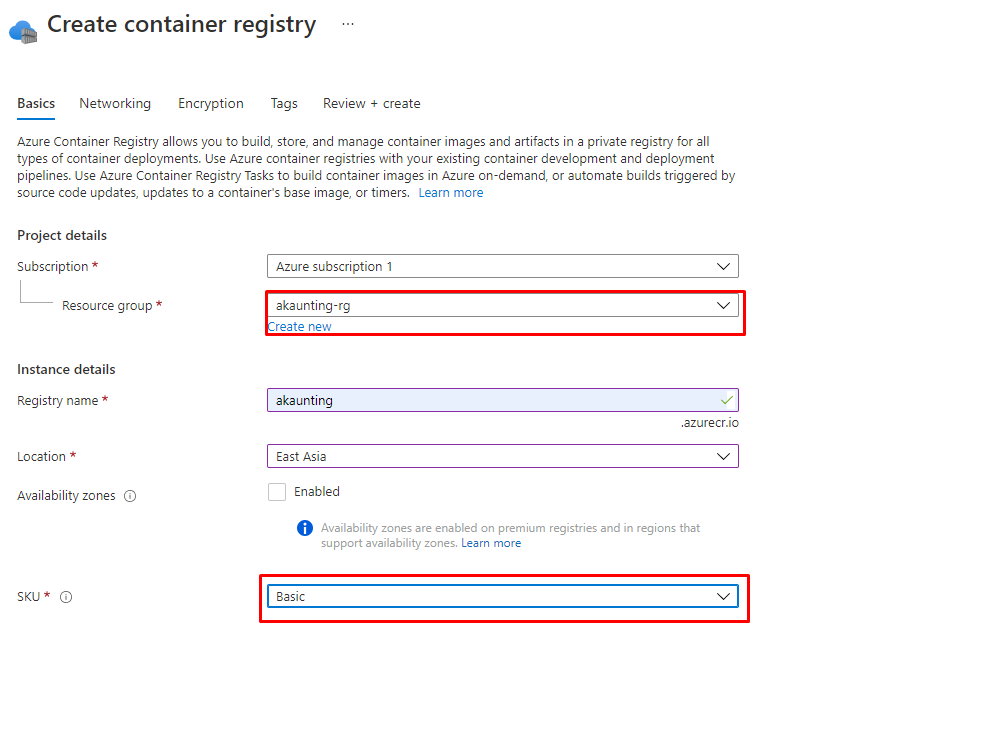 Create container registry ...
Basics Networking Encryption Tags Review + create
Azure Container Registry allows you to build, store, and manage container images and artifacts in a private registry for all
types of container deployments. Use Azure container registries with your existing container development and deployment
pipelines. Use Azure Container Registry Tasks to build container images in Azure on-demand, or automate builds triggered by
source code updates, updates to a container's base image, or timers. Learn more
Project details
Subscription * Azure subscription 1
Resource group * akaunting-rg
Create new
Instance details
Registry name * akaunting
.azurecr.io
Location * East Asia
Availability zones Enabled
Availability zones are enabled on premium registries and in regions that
support availability zones. Learn more
SKU * Basic